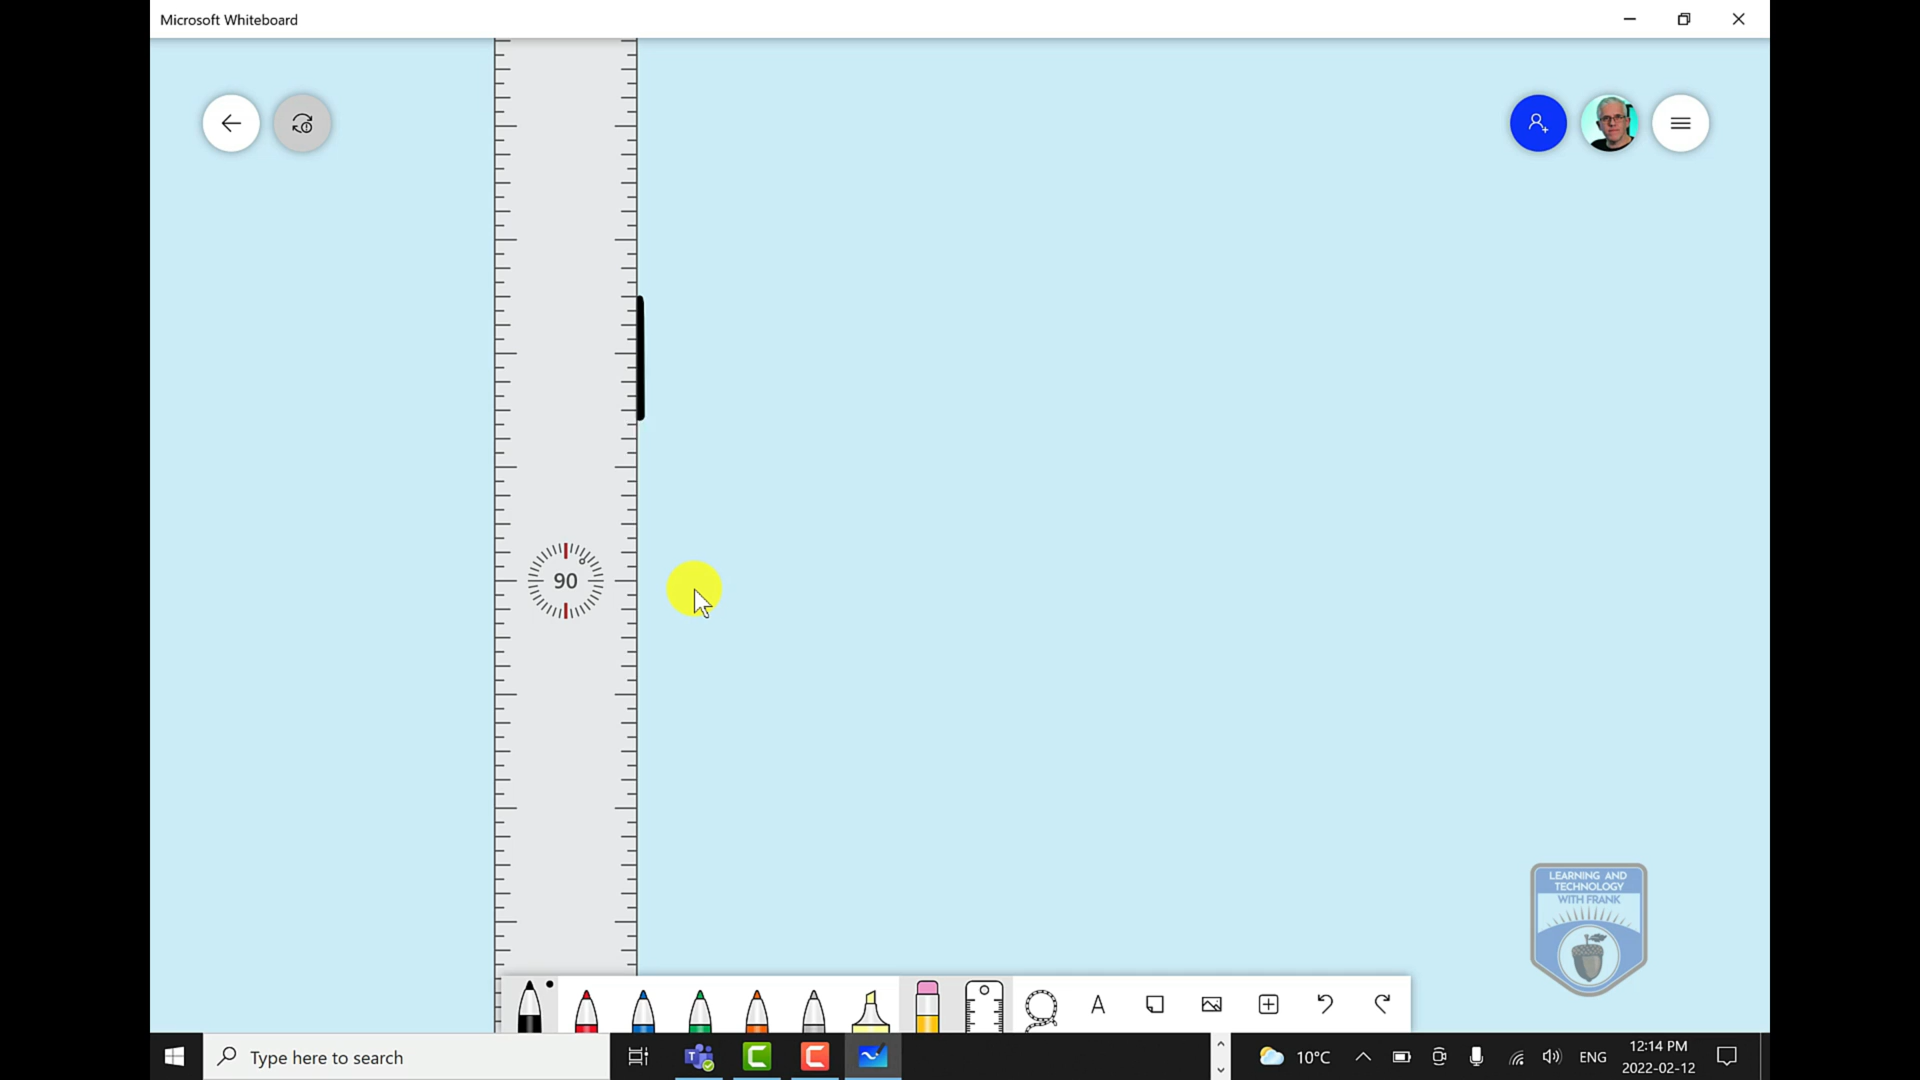 Microsoft Whiteboard
90
LEARNING AND
TECHNOLOGY
WITH FRANK
A
Type here to search
10°C
ENG
12:14 PM
2022-02-12